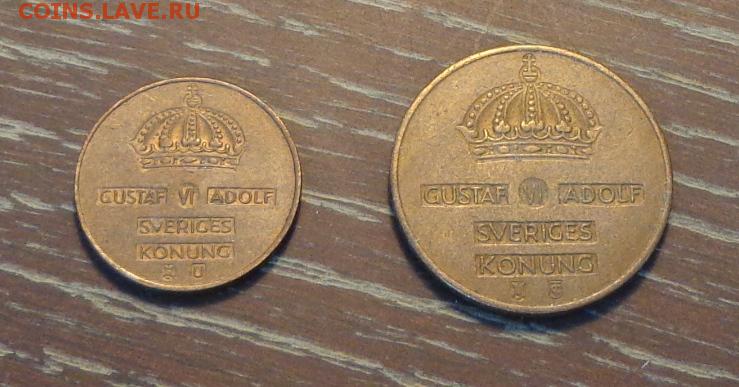 COINS.LAVE.RU
GUSTAF VI ADOLF
SVERIGES
KONUNG
U
GUSTAF VI ADOLF
SVERIGES
KONUNG